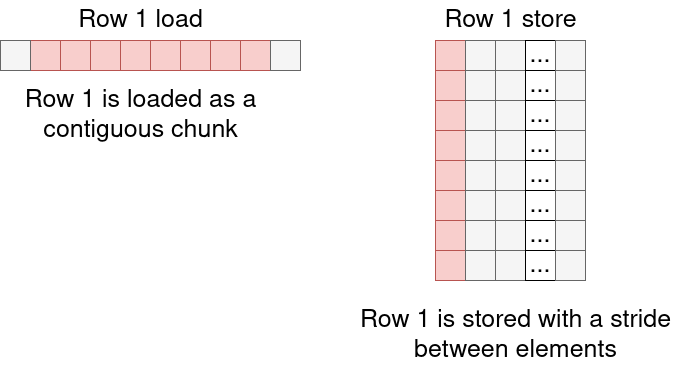 Row 1 load
Row 1 is loaded as a
contiguous chunk
Row 1 store
...
...
...
...
...
...
...
...
Row 1 is stored with a stride
between elements